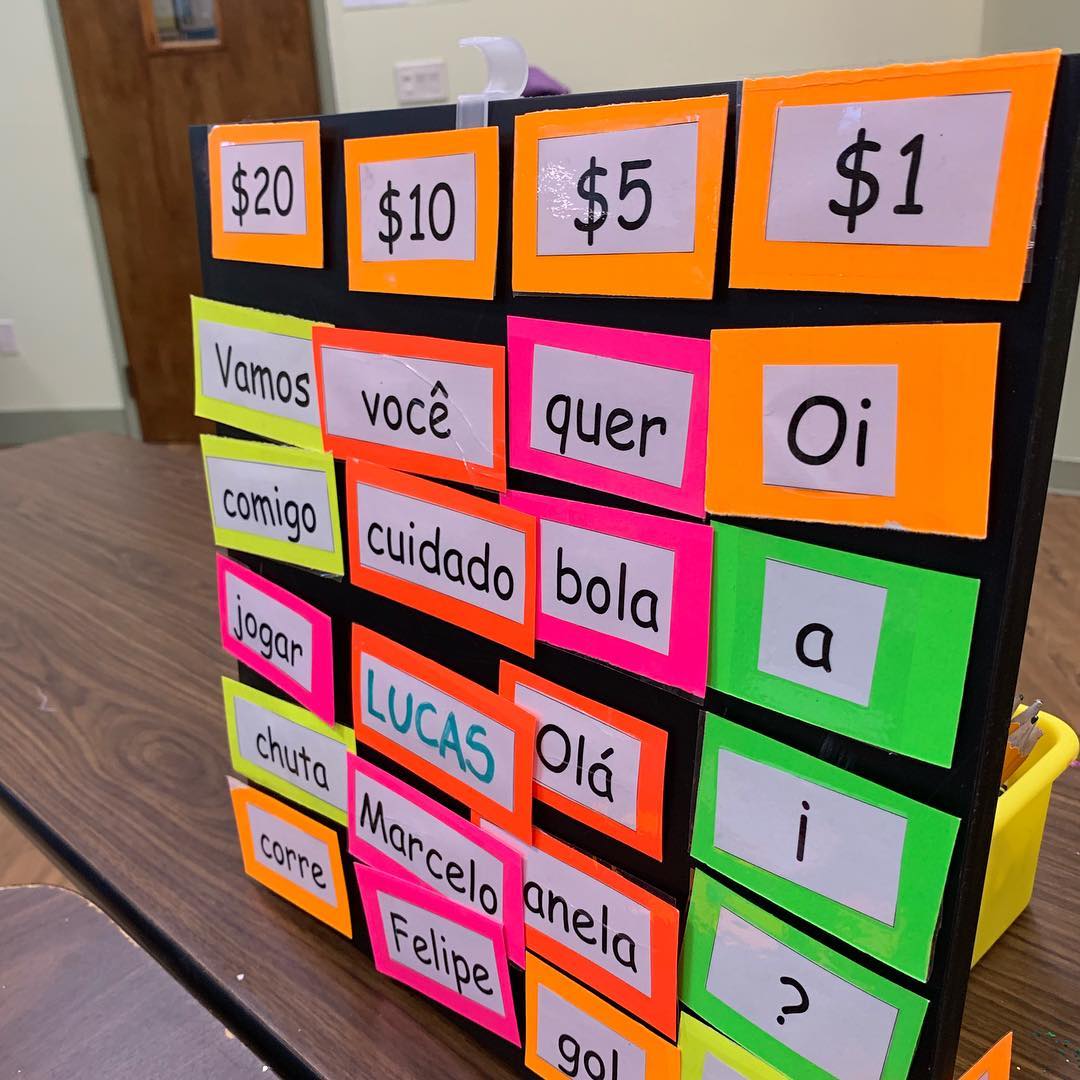 $20 $10 $5 $1
Vamos você quer Oi
comigo cuidado bola a
jogar LUCAS Olá i
chuta Marcelo anela ?
corre Felipe gol